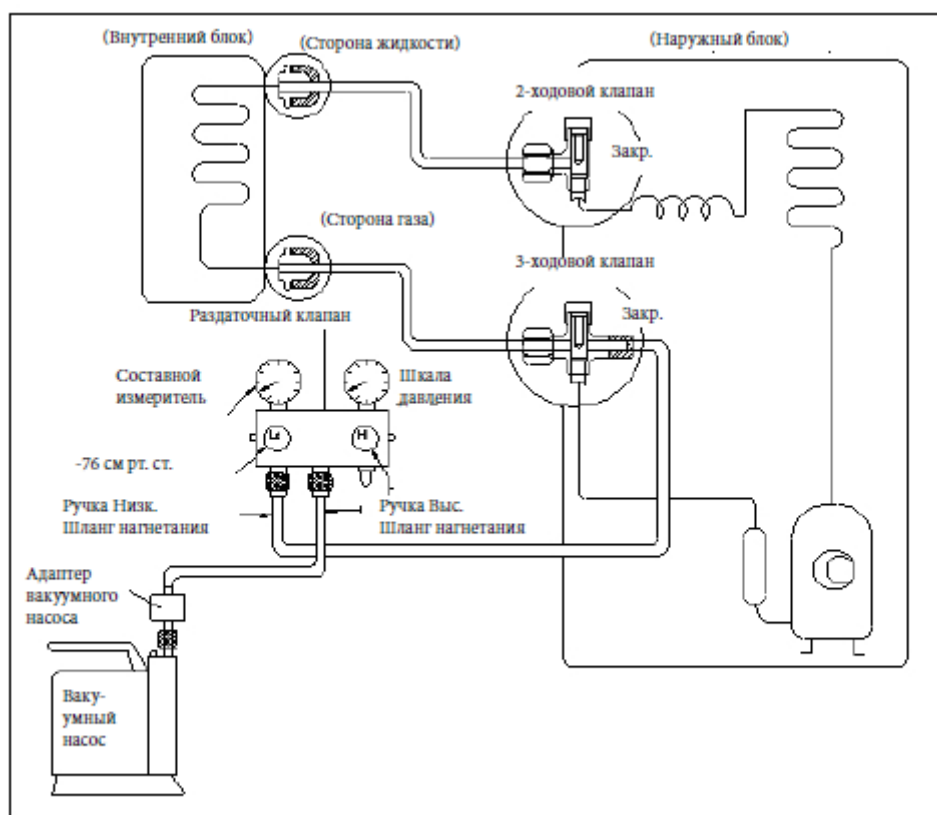 (Внутренний блок)
(Сторона жидкости)
(Наружный блок)
2-ходовой клапан
Закр.
(Сторона газа)
3-ходовой клапан
Закр.
Раздаточный клапан
Составной
измеритель
Шкала
давления
Lo
Hi
-76 см рт. ст.
Ручка Низк.
Шланг нагнетания
Ручка Выс.
Шланг нагнетания
Адаптер
вакуумного
насоса
Ваку-
умный
насос